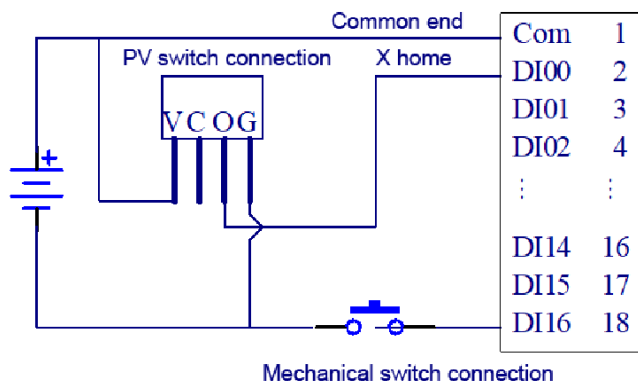 Common end
Com 1
PV switch connection
X home
DI00 2
V C O G
DI01 3
DI02 4
+
⋮ ⋮
DI14 16
DI15 17
DI16 18
Mechanical switch connection